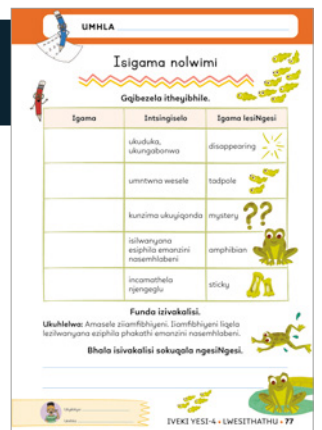 UMHLA
Isigama nolwimi
Gqibezela itheyibhile.
Igama Intsingiselo Igama lesiNgesi
ukuduka,
ukungabonwa
disappearing
umntwna wesele
tadpole
kunzima ukuyiqonda
mystery
isilwanyana
esiphila emanzini
nasemhlabeni
amphibian
incamathela
njengeglu
sticky
Funda izivakalisi.
Ukuhlelwa: Amasele ziiamfibhiyeni. Iiamfibhiyeni liqela
lezilwanyana eziphila phakathi emanzini nasemhlabeni.
Bhala isivakalisi sokuqala ngesiNgesi.
IVEKI YESI-4 • LWESITHATHU • 77